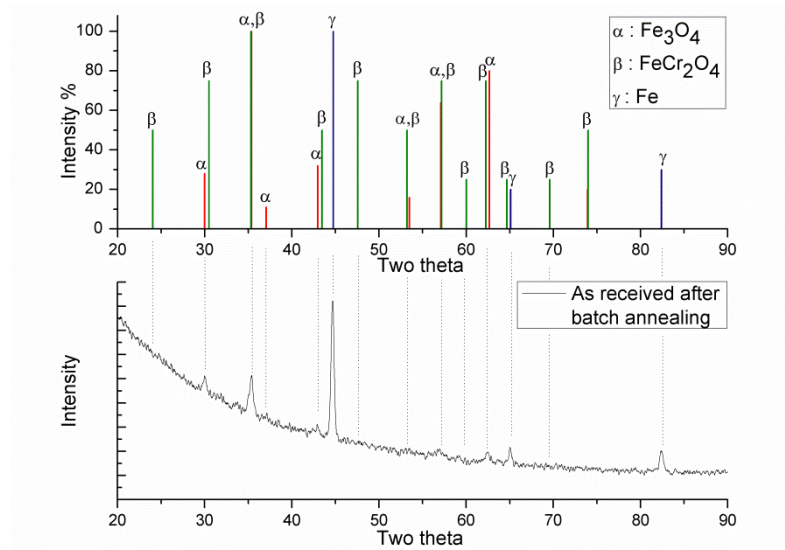 α,β
γ
α : Fe3O4
β : FeCr2O4
γ : Fe
100
80
60
40
20
0
Intensity %
β
β
α
α
α
β
β
α,β
α,β
β
β
α
β
γ
β
β
γ
20
30
40
50
60
70
80
90
Two theta
As received after
batch annealing
Intensity
20
30
40
50
60
70
80
90
Two theta